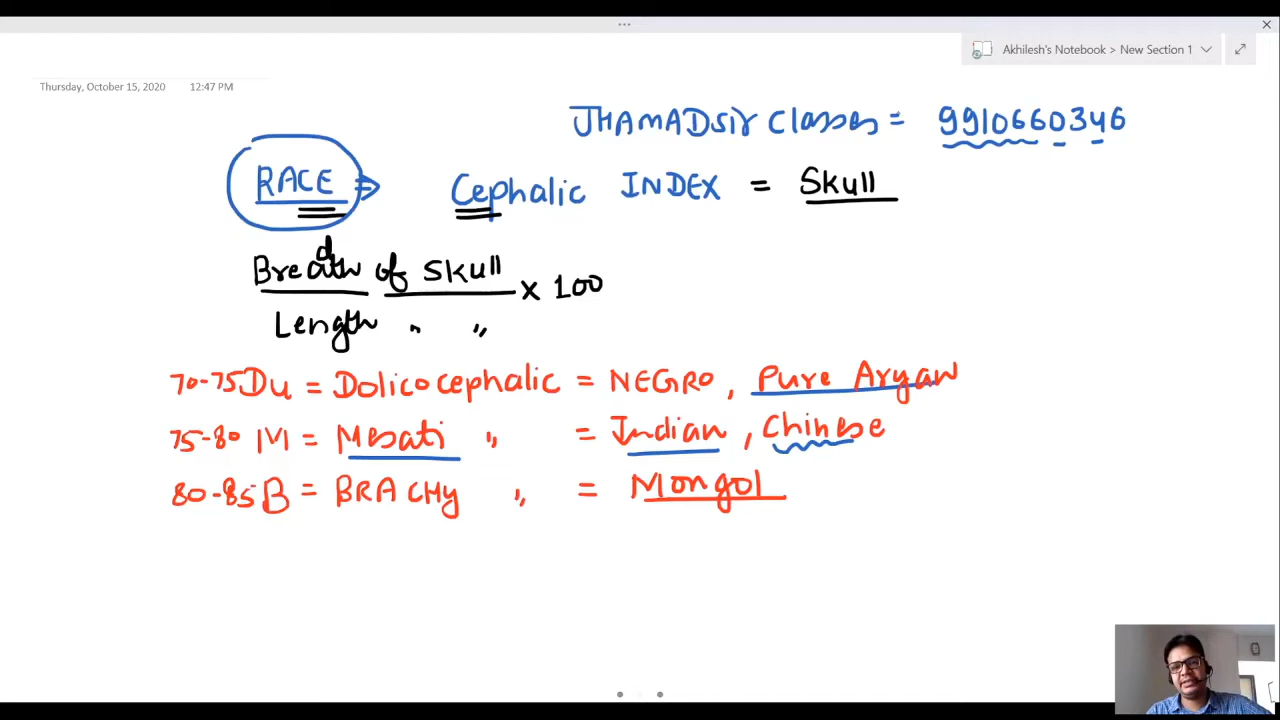 Akhilesh's Notebook > New Section 1
Thursday, October 15, 2020 12:47 PM
JHAMADSir Classes = 9910660346
RACE ⇒ Cephalic INDEX = Skull
Breadth of Skull
× 100
Length " "
70-75 Du = Dolicocephalic = NEGRO, Pure Aryan
75-80 M = Mesati " = Indian, Chinese
80-85 B = BRACHy " = Mongol